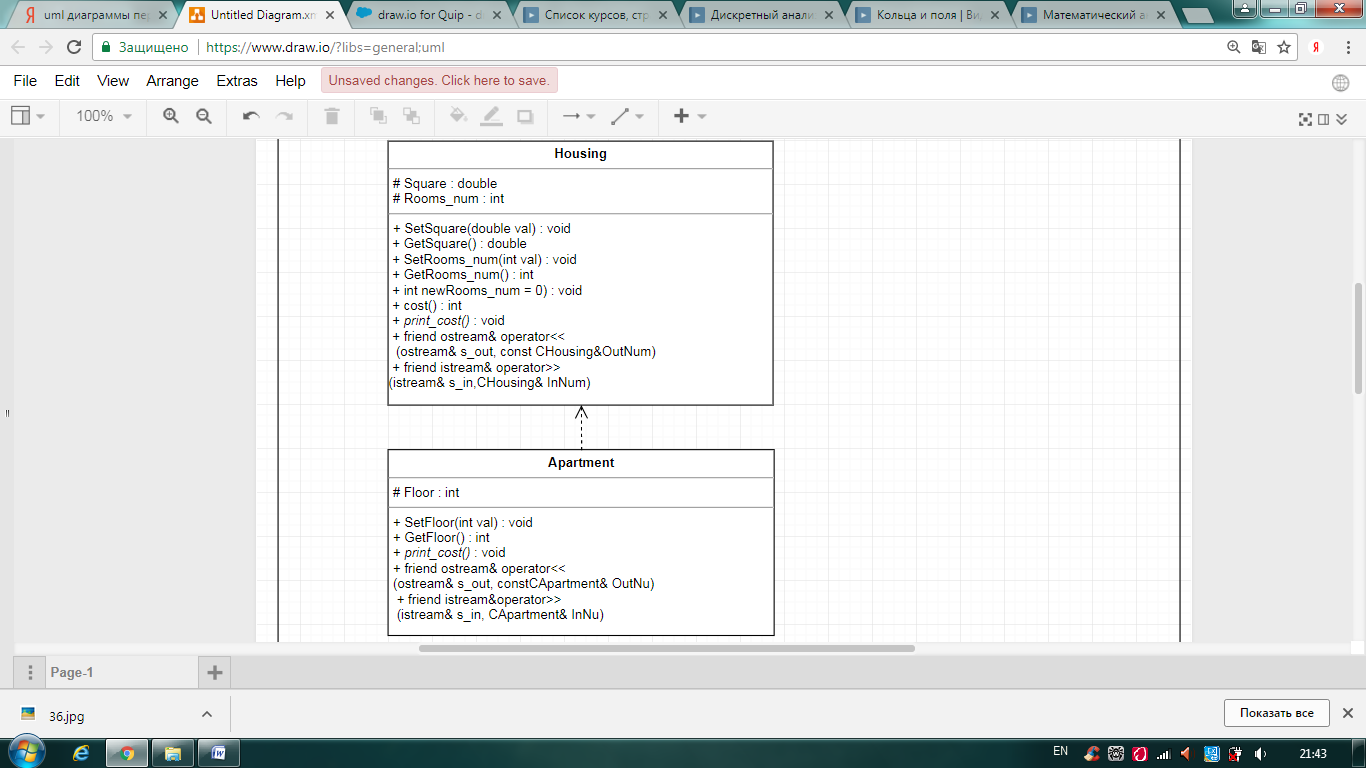 uml диаграммы пе
Untitled Diagram.xm
draw.io for Quip - d
Список курсов, стр
Дискретный анали
Кольца и поля | Ви
Математический а
Защищено
https://www.draw.io/?libs=general;uml
File Edit View Arrange Extras Help Unsaved changes. Click here to save.
100%
Housing
# Square : double
# Rooms_num : int
+ SetSquare(double val) : void
+ GetSquare() : double
+ SetRooms_num(int val) : void
+ GetRooms_num() : int
+ int newRooms_num = 0) : void
+ cost() : int
+ print_cost() : void
+ friend ostream& operator<<
(ostream& s_out, const CHousing&OutNum)
+ friend istream& operator>>
(istream& s_in,CHousing& InNum)
Apartment
# Floor : int
+ SetFloor(int val) : void
+ GetFloor() : int
+ print_cost() : void
+ friend ostream& operator<<
(ostream& s_out, constCApartment& OutNu)
+ friend istream&operator>>
(istream& s_in, CApartment& InNu)
Page-1
36.jpg
Показать все
EN
21:43